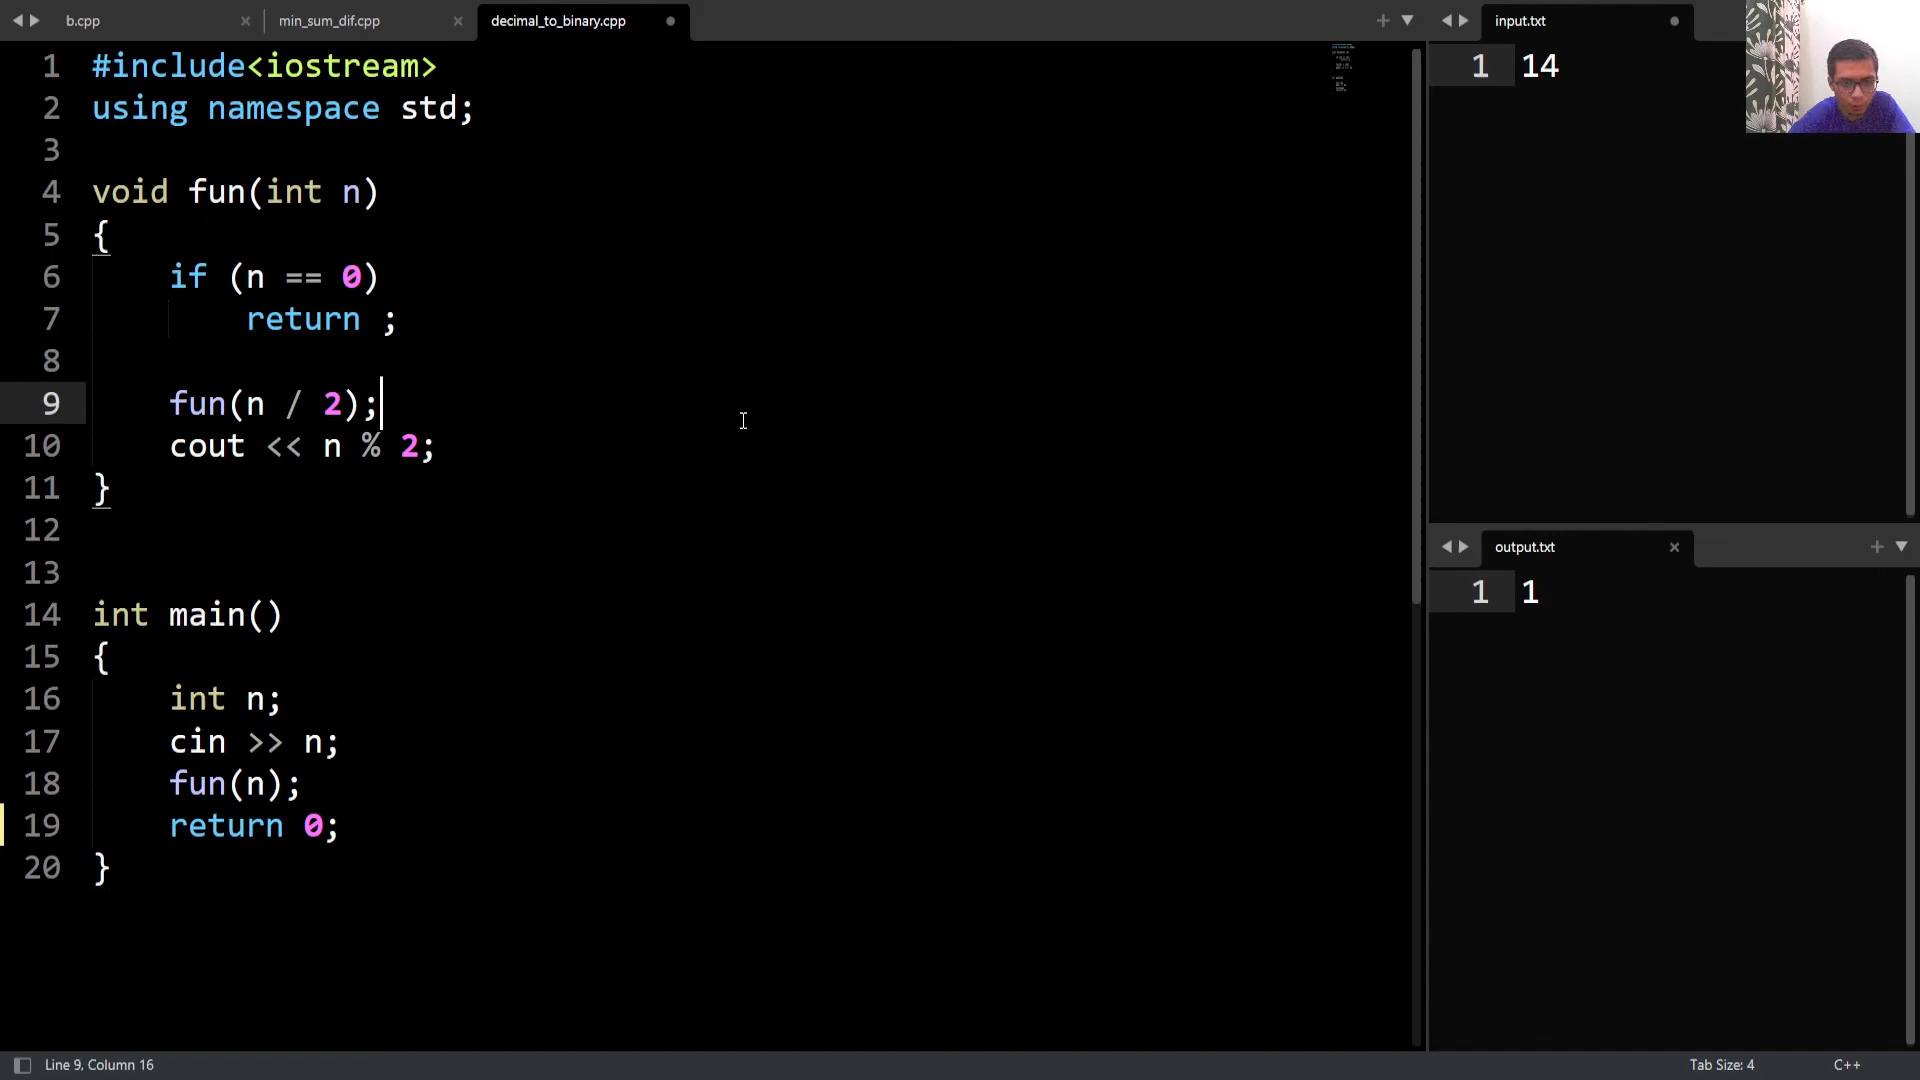 b.cpp min_sum_dif.cpp decimal_to_binary.cpp
1 #include<iostream>
2 using namespace std;
3
4 void fun(int n)
5 {
6 if (n == 0)
7 return ;
8
9 fun(n / 2);
10 cout << n % 2;
11 }
12
13
14 int main()
15 {
16 int n;
17 cin >> n;
18 fun(n);
19 return 0;
20 }
input.txt
1 14
output.txt
1 1
Line 9, Column 16 Tab Size: 4 C++